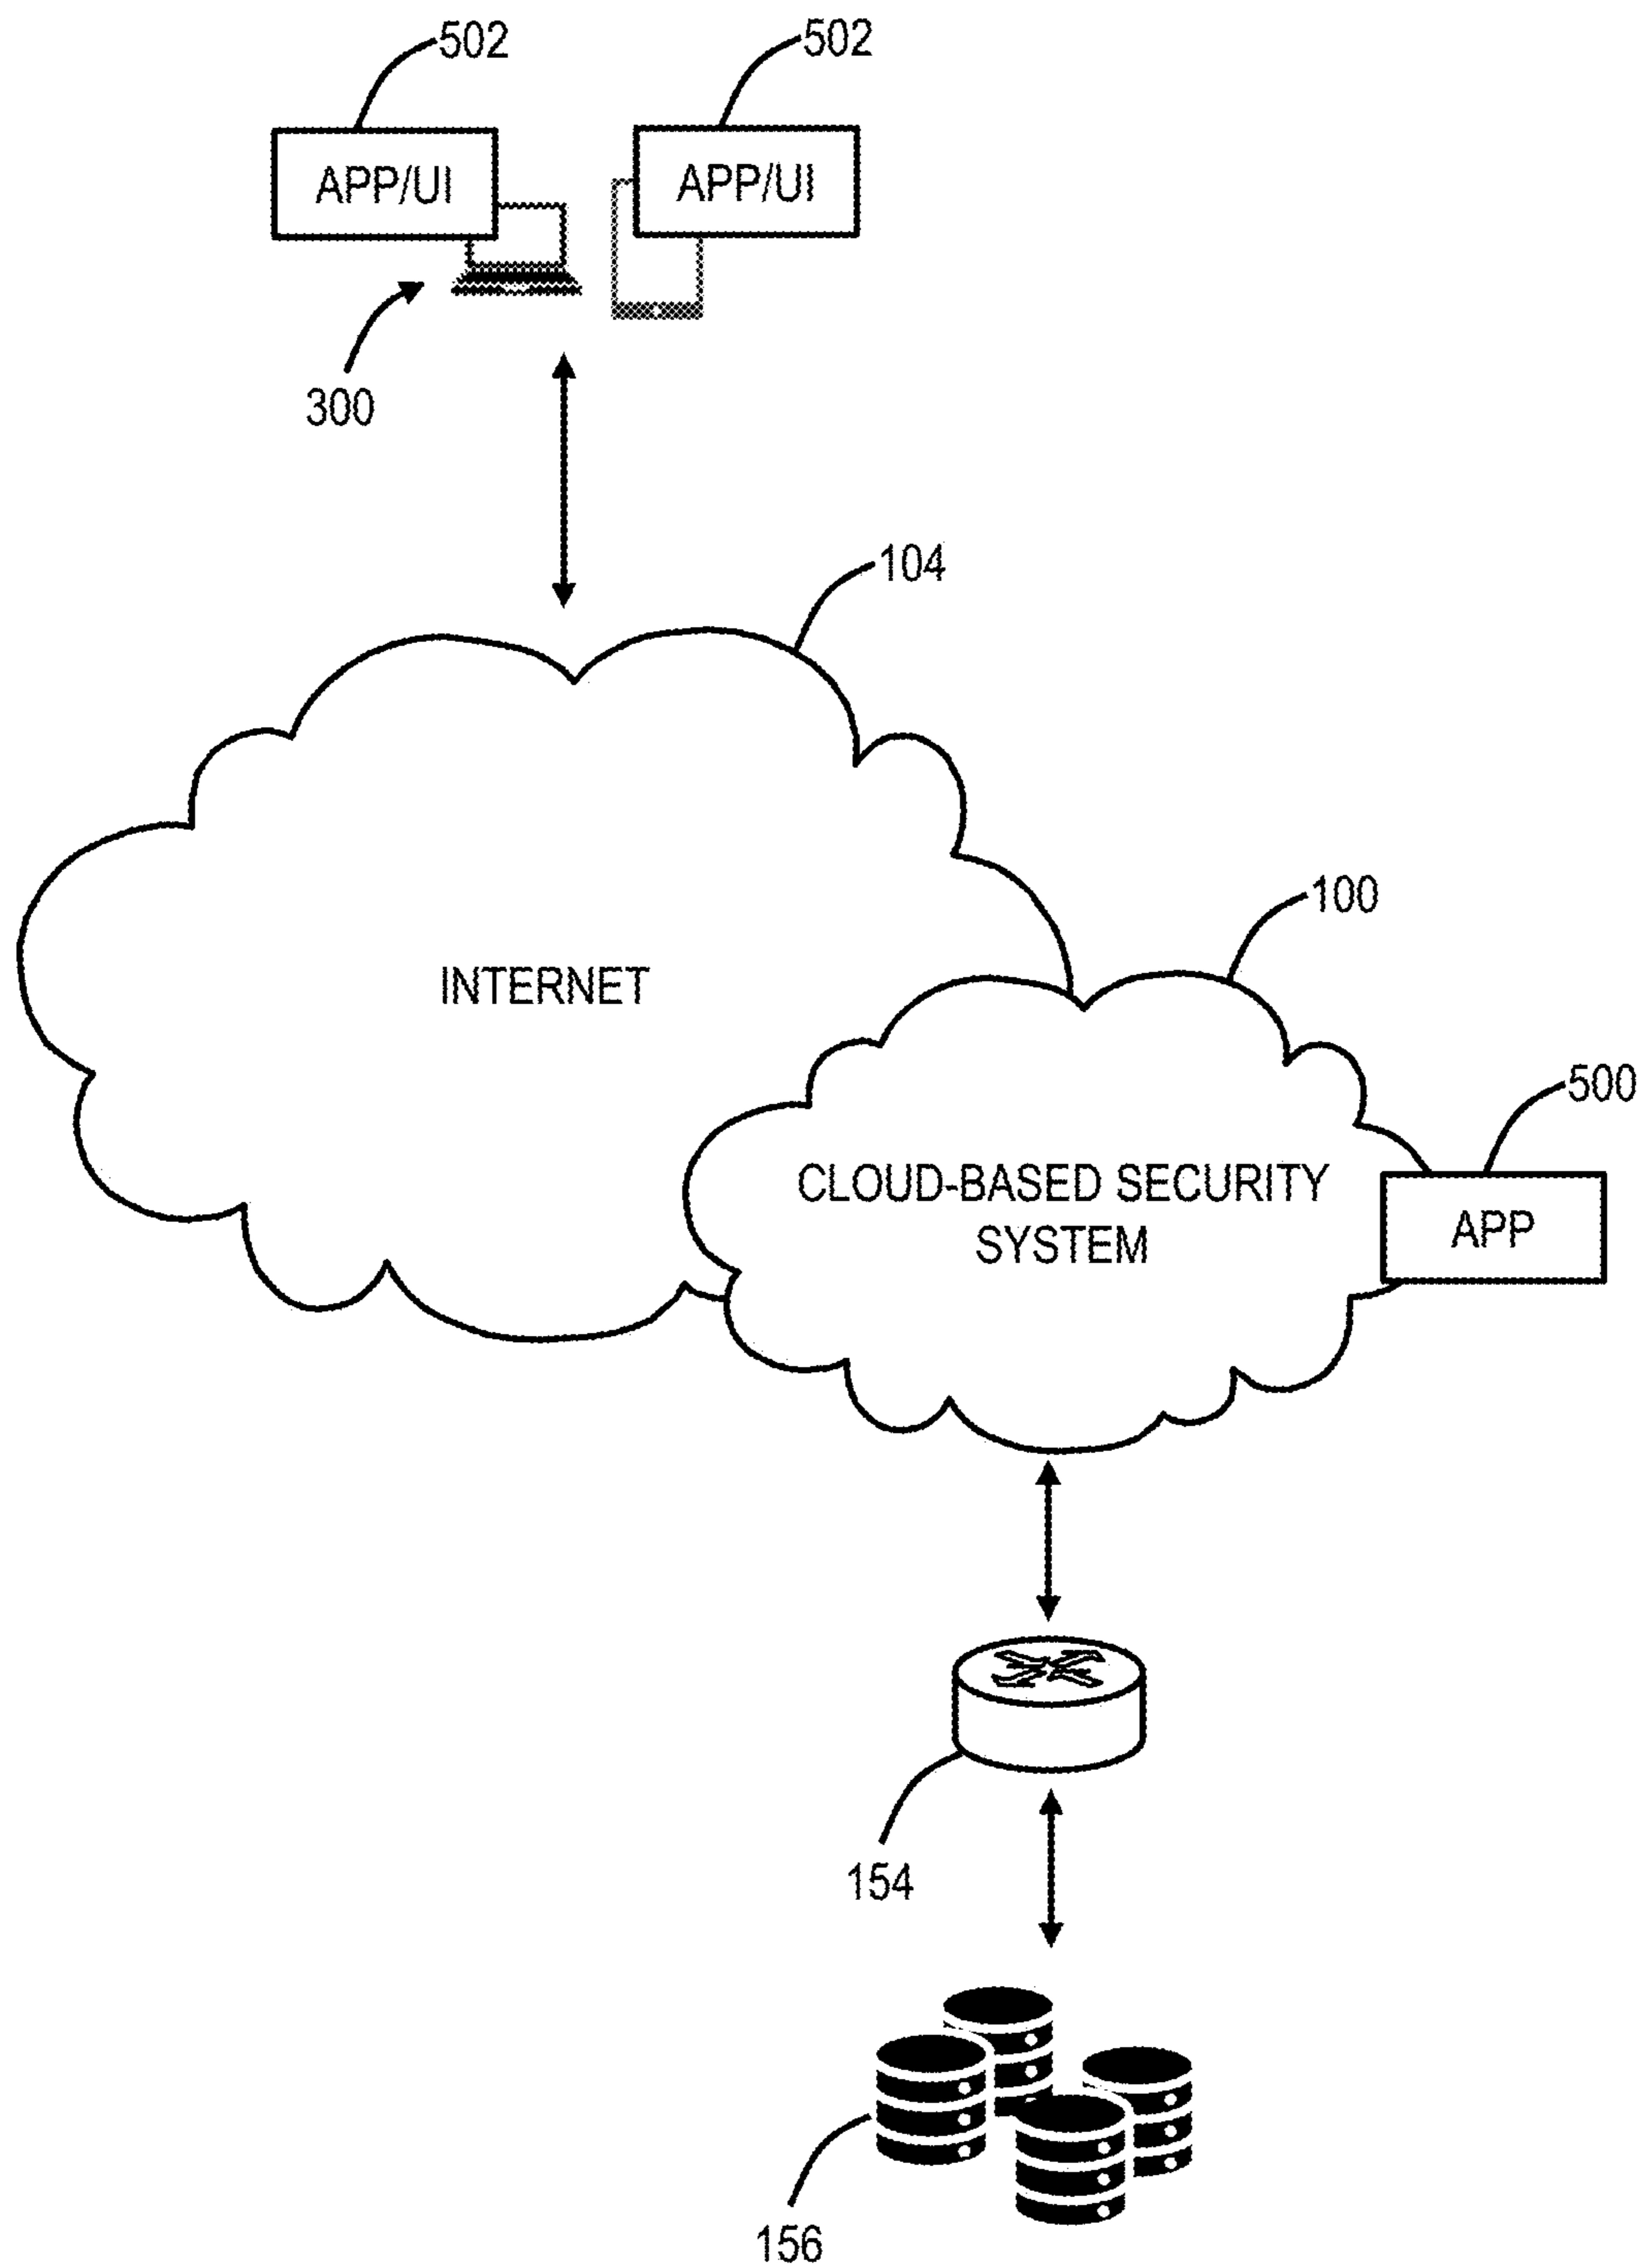 502
502
APP/UI
APP/UI
300
104
INTERNET
100
500
CLOUD-BASED SECURITY
SYSTEM
APP
154
156